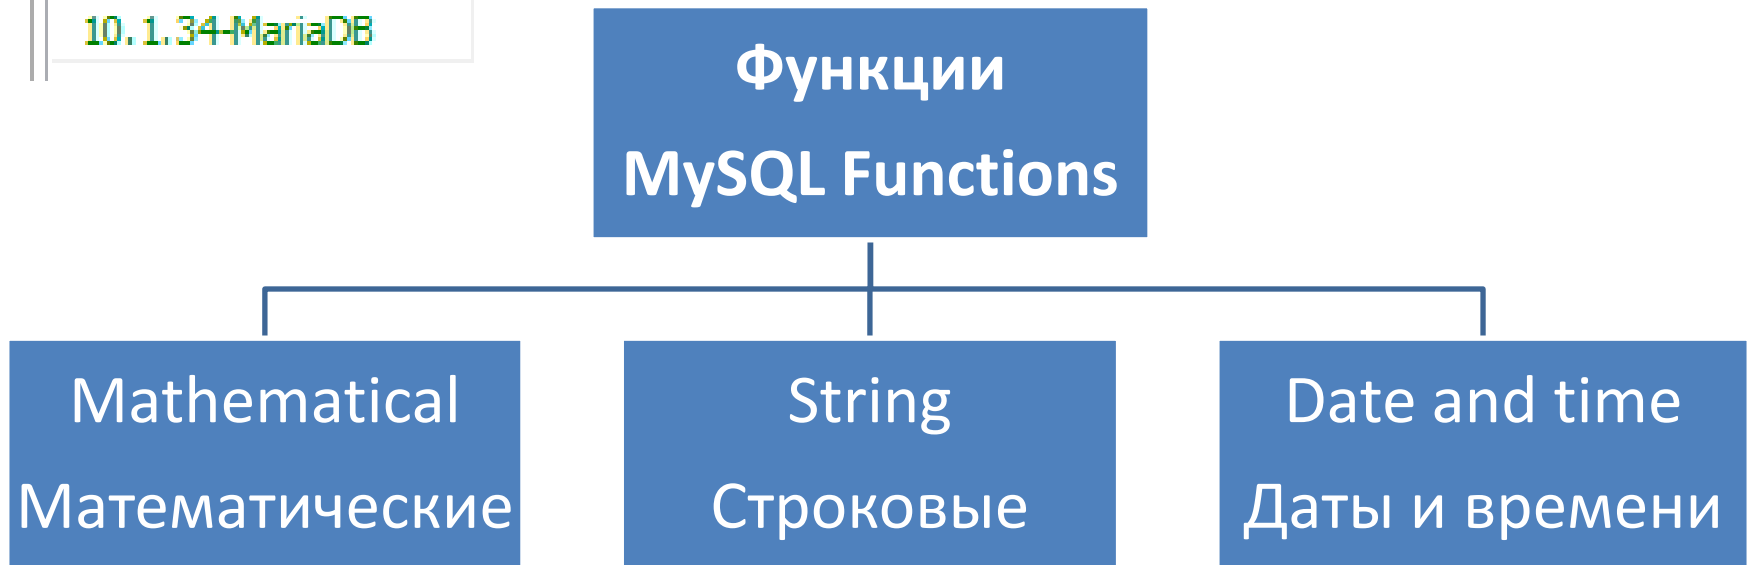 10.1.34-MariaDB
Функции
MySQL Functions
Mathematical
Математические
String
Строковые
Date and time
Даты и времени